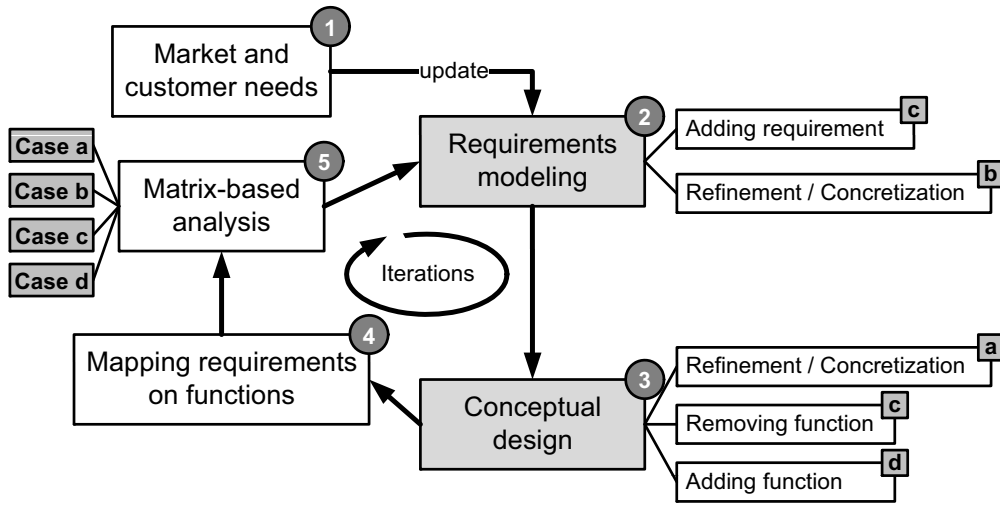 1
Market and
customer needs
update
2
Requirements
modeling
c
Adding requirement
b
Refinement / Concretization
Case a
Case b
Case c
Case d
5
Matrix-based
analysis
Iterations
4
Mapping requirements
on functions
3
Conceptual
design
a
Refinement / Concretization
c
Removing function
d
Adding function